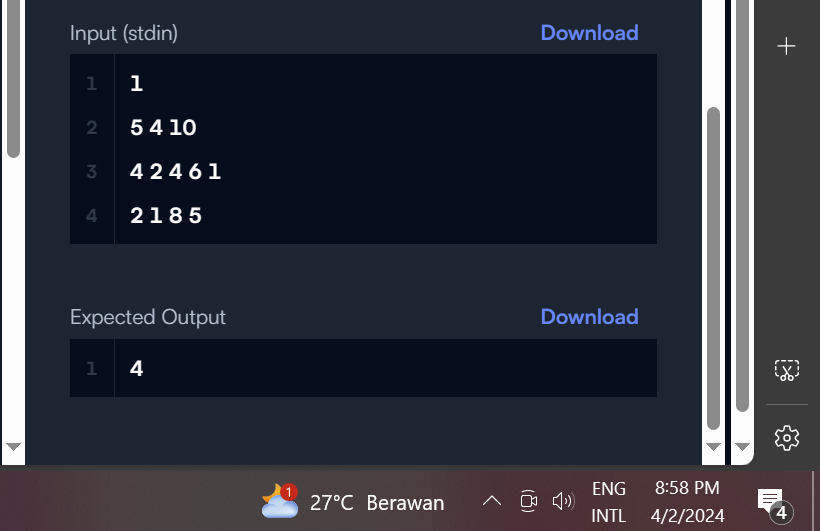 Input (stdin)
Download
1
1
2
5 4 10
3
4 2 4 6 1
4
2 1 8 5
Expected Output
Download
1
4
1
27°C Berawan
ENG
INTL
8:58 PM
4/2/2024
4